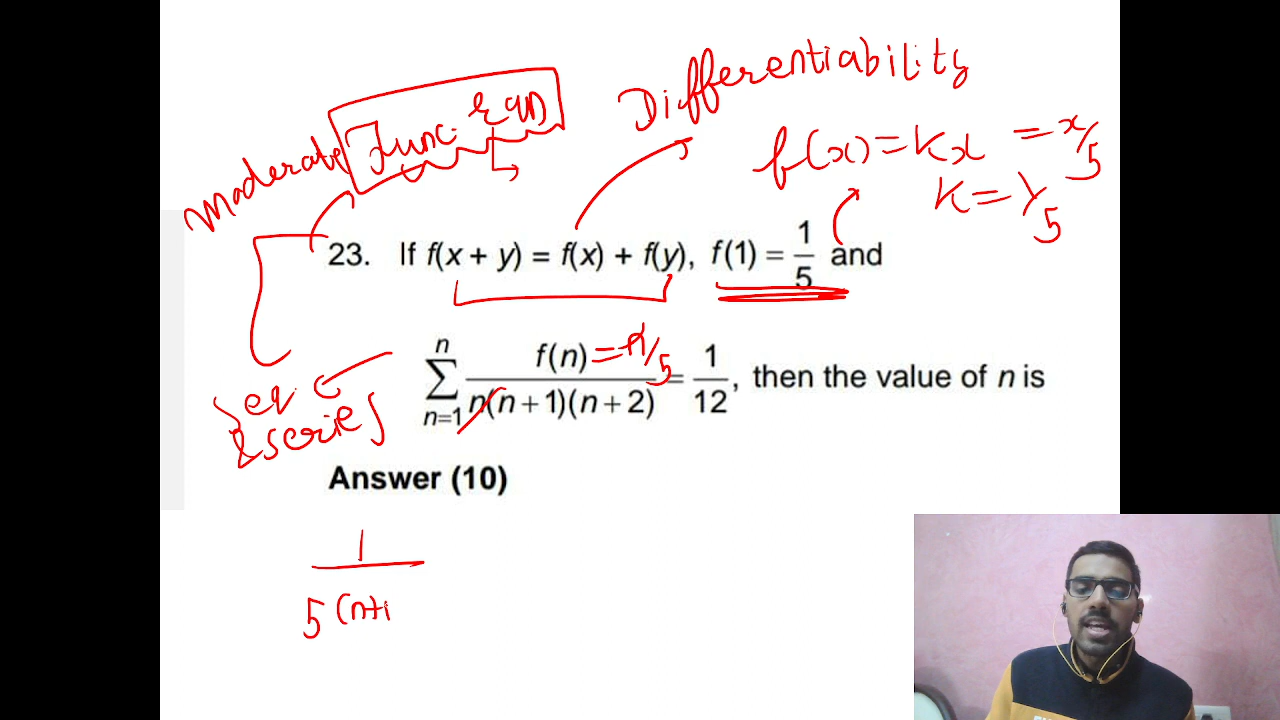 Differentiability
moderate Func. Eqn
f(x) = Kx = x/5
K = 1/5
23. If f(x + y) = f(x) + f(y), f(1) = 1/5 and
n∑n=1 f(n) = n/5 / n(n + 1)(n + 2) = 1/12, then the value of n is
Seq
& series
Answer (10)
1
5 (n+1